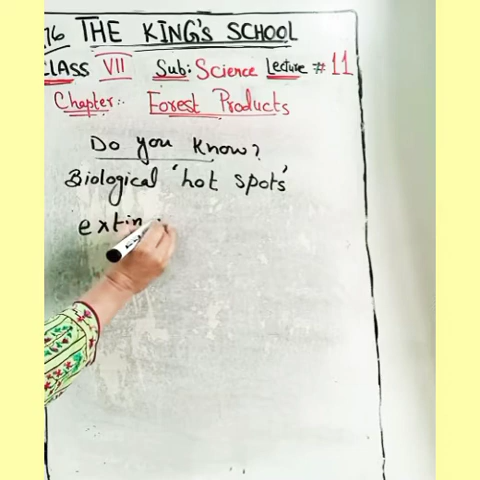 76 THE KING'S SCHOOL
CLASS VII Sub: Science Lecture # 11
Chapter:- Forest Products
Do you know?
Biological 'hot spots'
extin